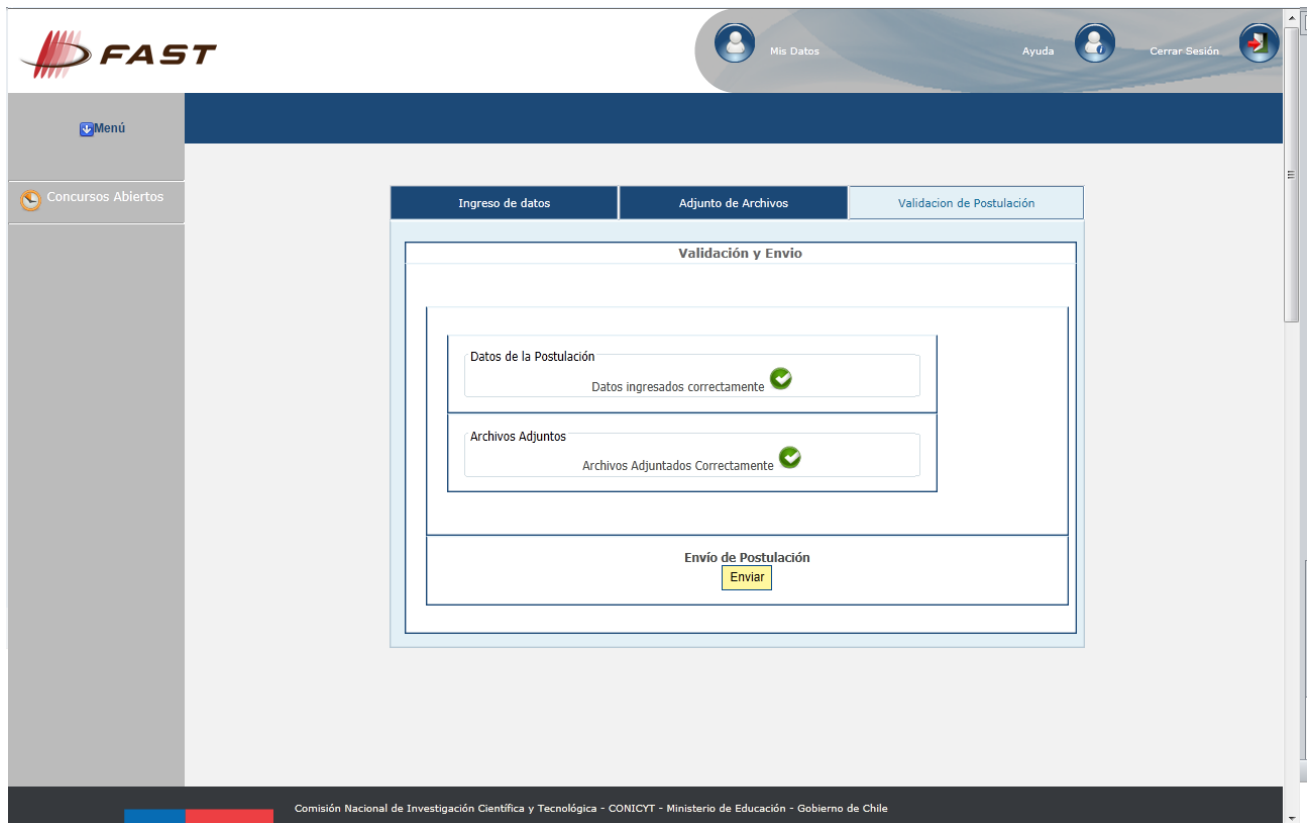 FAST
Mis Datos
Ayuda
Cerrar Sesión
Menú
Concursos Abiertos
Ingreso de datos
Adjunto de Archivos
Validacion de Postulación
Validación y Envio
Datos de la Postulación
Datos ingresados correctamente
Archivos Adjuntos
Archivos Adjuntados Correctamente
Envío de Postulación
Enviar
Comisión Nacional de Investigación Científica y Tecnológica - CONICYT - Ministerio de Educación - Gobierno de Chile